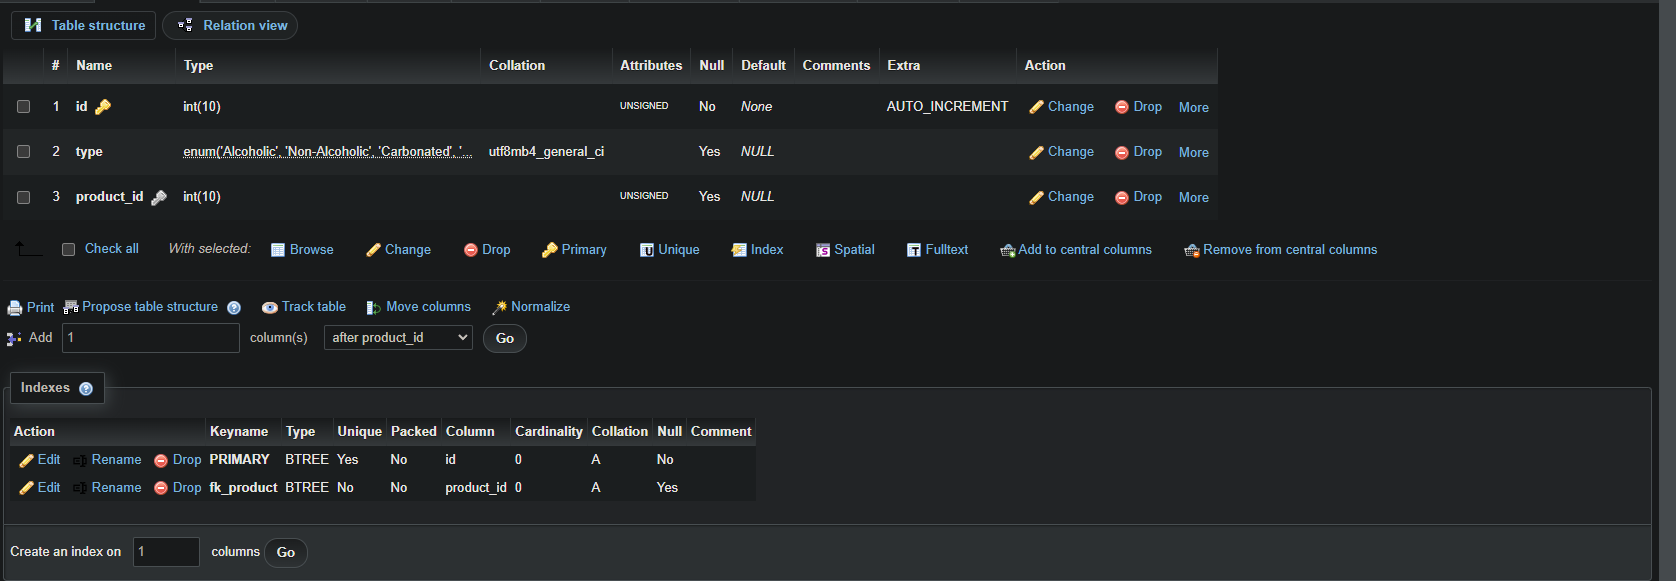 Table structure Relation view
# Name Type Collation Attributes Null Default Comments Extra Action
1 id int(10) UNSIGNED No None AUTO_INCREMENT Change Drop More
2 type enum('Alcoholic', 'Non-Alcoholic', 'Carbonated', '... utf8mb4_general_ci Yes NULL Change Drop More
3 product_id int(10) UNSIGNED Yes NULL Change Drop More
Check all With selected: Browse Change Drop Primary Unique Index Spatial Fulltext Add to central columns Remove from central columns
Print Propose table structure Track table Move columns Normalize
Add 1 column(s) after product_id Go
Indexes
Action Keyname Type Unique Packed Column Cardinality Collation Null Comment
Edit Rename Drop PRIMARY BTREE Yes No id 0 A No
Edit Rename Drop fk_product BTREE No No product_id 0 A Yes
Create an index on 1 columns Go